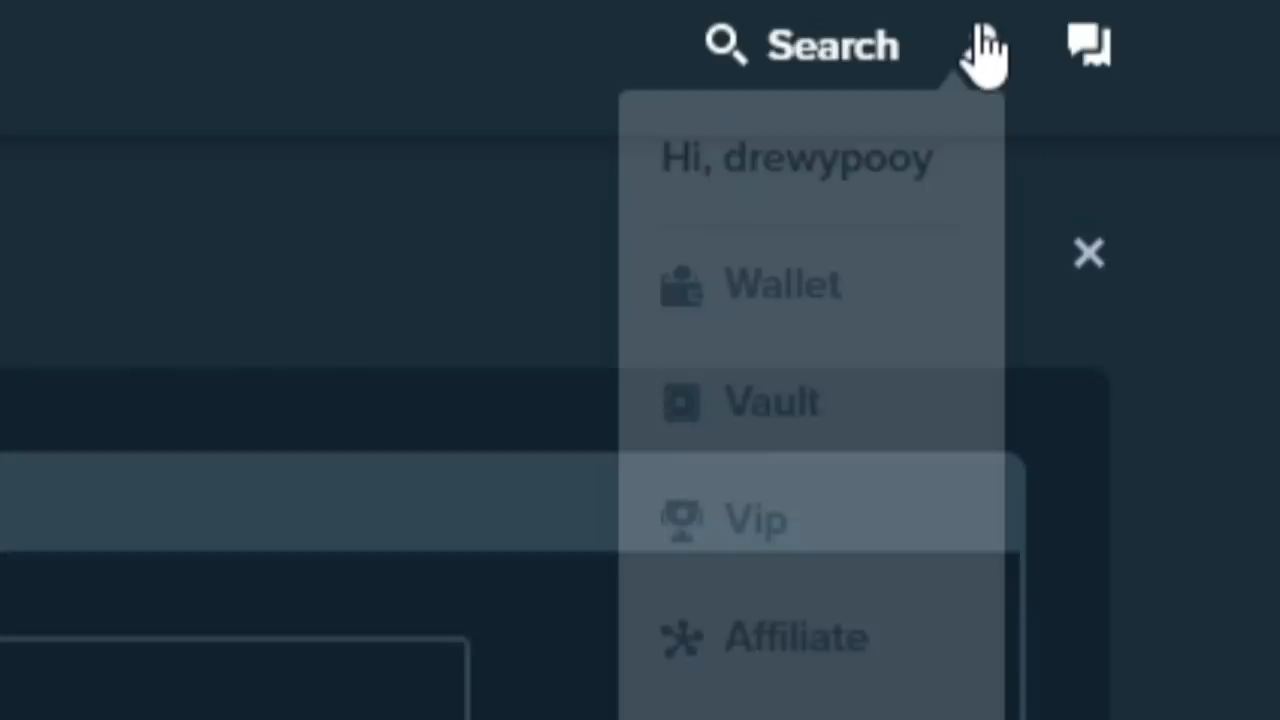 Search
Hi, drewypooy
Wallet
Vault
Vip
Affiliate